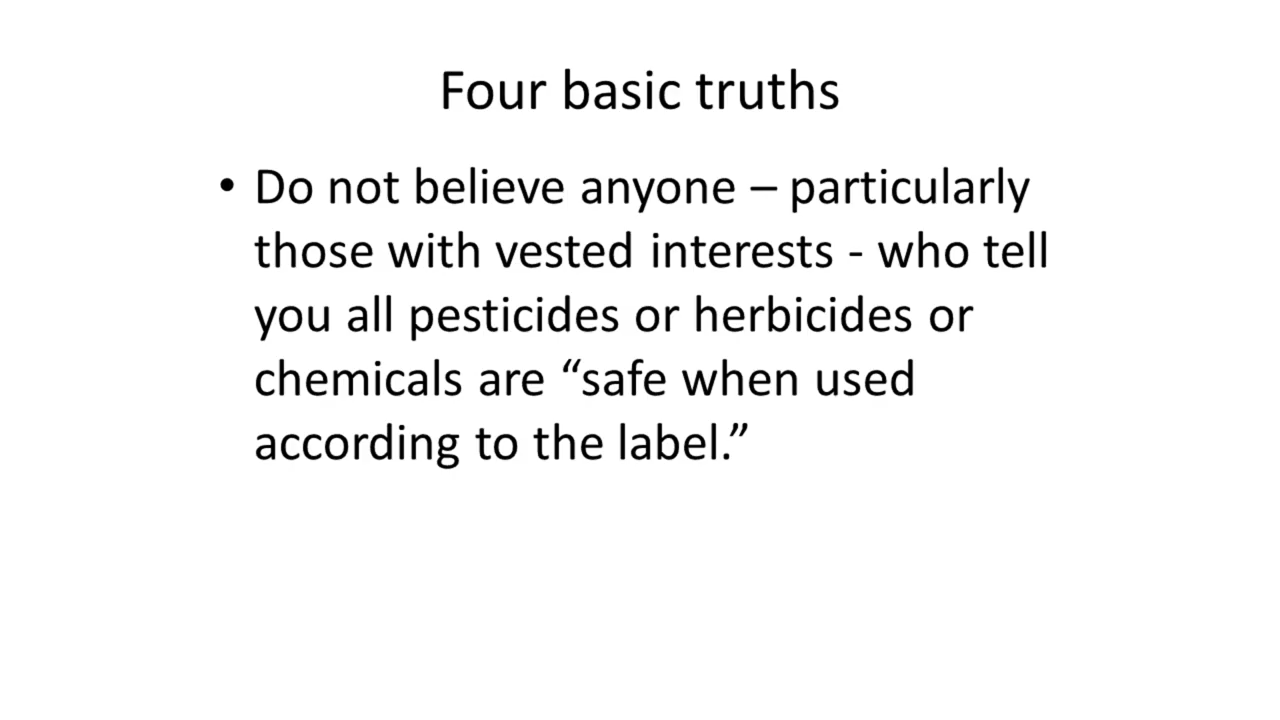 Four basic truths
• Do not believe anyone – particularly
those with vested interests - who tell
you all pesticides or herbicides or
chemicals are “safe when used
according to the label.”